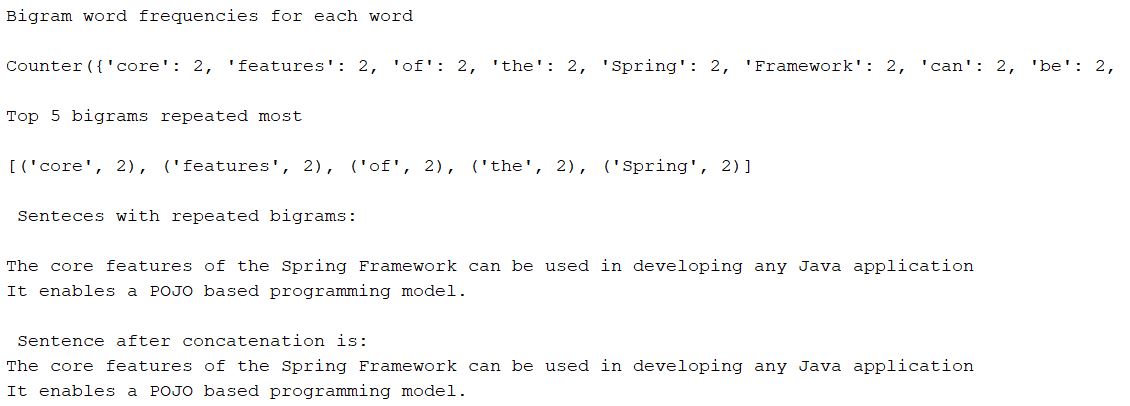 Bigram word frequencies for each word
Counter({'core': 2, 'features': 2, 'of': 2, 'the': 2, 'Spring': 2, 'Framework': 2, 'can': 2, 'be': 2,
Top 5 bigrams repeated most
[('core', 2), ('features', 2), ('of', 2), ('the', 2), ('Spring', 2)]
Senteces with repeated bigrams:
The core features of the Spring Framework can be used in developing any Java application
It enables a POJO based programming model.
Sentence after concatenation is:
The core features of the Spring Framework can be used in developing any Java application
It enables a POJO based programming model.